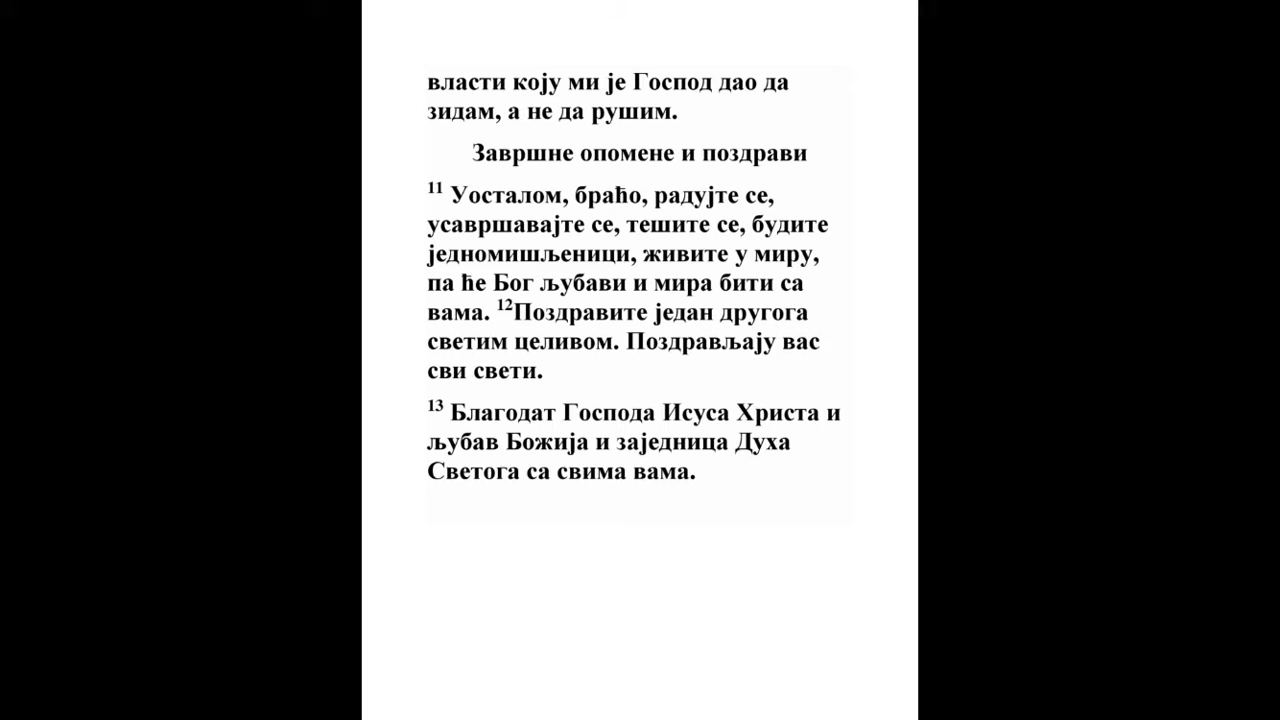 власти коју ми је Господ дао да
зидам, а не да рушим.
Завршне опомене и поздрави
11 Уосталом, браћо, радујте се,
усавршавајте се, тешите се, будите
једномишљеници, живите у миру,
па ће Бог љубави и мира бити са
вама. 12Поздравите један другога
светим целивом. Поздрављају вас
сви свети.
13 Благодат Господа Исуса Христа и
љубав Божија и заједница Духа
Светога са свима вама.